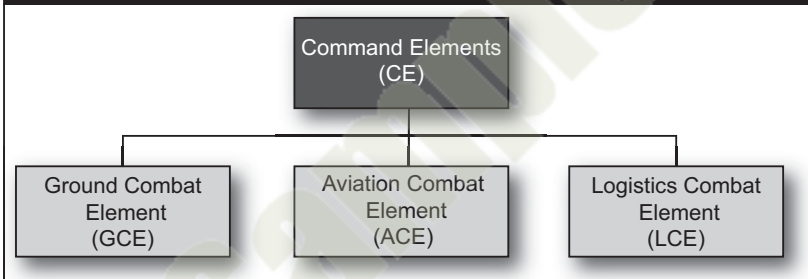 Command Elements
(CE)
Ground Combat
Element
(GCE)
Aviation Combat
Element
(ACE)
Logistics Combat
Element
(LCE)